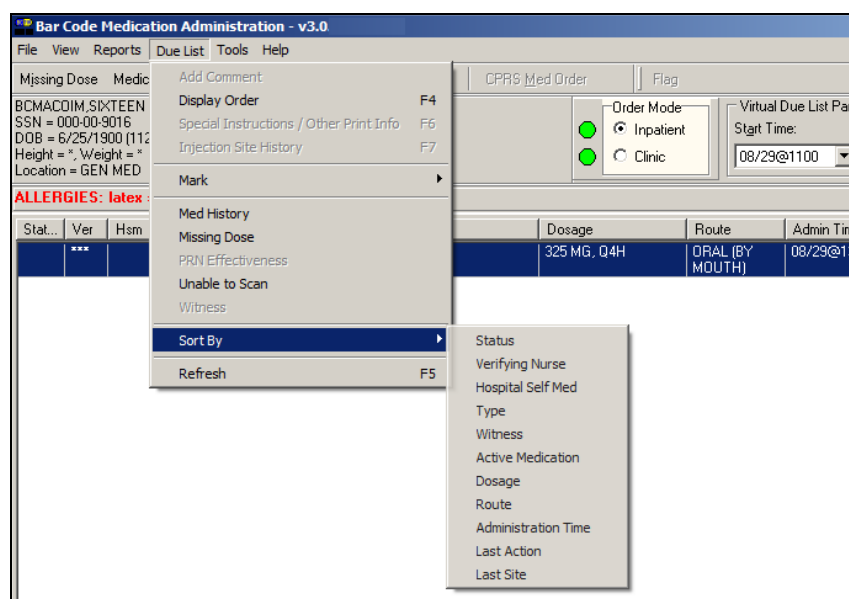 Bar Code Medication Administration - v3.0
File View Reports Due List Tools Help
Missing Dose Medic CPRS Med Order Flag
BCMACOIM,SIXTEEN
SSN = 000-00-9016
DOB = 6/25/1900 (112
Height = *, Weight = *
Location = GEN MED
Order Mode
Inpatient
Clinic
Virtual Due List Pa
Start Time:
08/29@1100
ALLERGIES: latex
Stat... Ver Hsm Dosage Route Admin Tim
*** 325 MG, Q4H ORAL (BY MOUTH) 08/29@1
Add Comment
Display Order F4
Special Instructions / Other Print Info F6
Injection Site History F7
Mark
Med History
Missing Dose
PRN Effectiveness
Unable to Scan
Witness
Sort By
Refresh F5
Status
Verifying Nurse
Hospital Self Med
Type
Witness
Active Medication
Dosage
Route
Administration Time
Last Action
Last Site